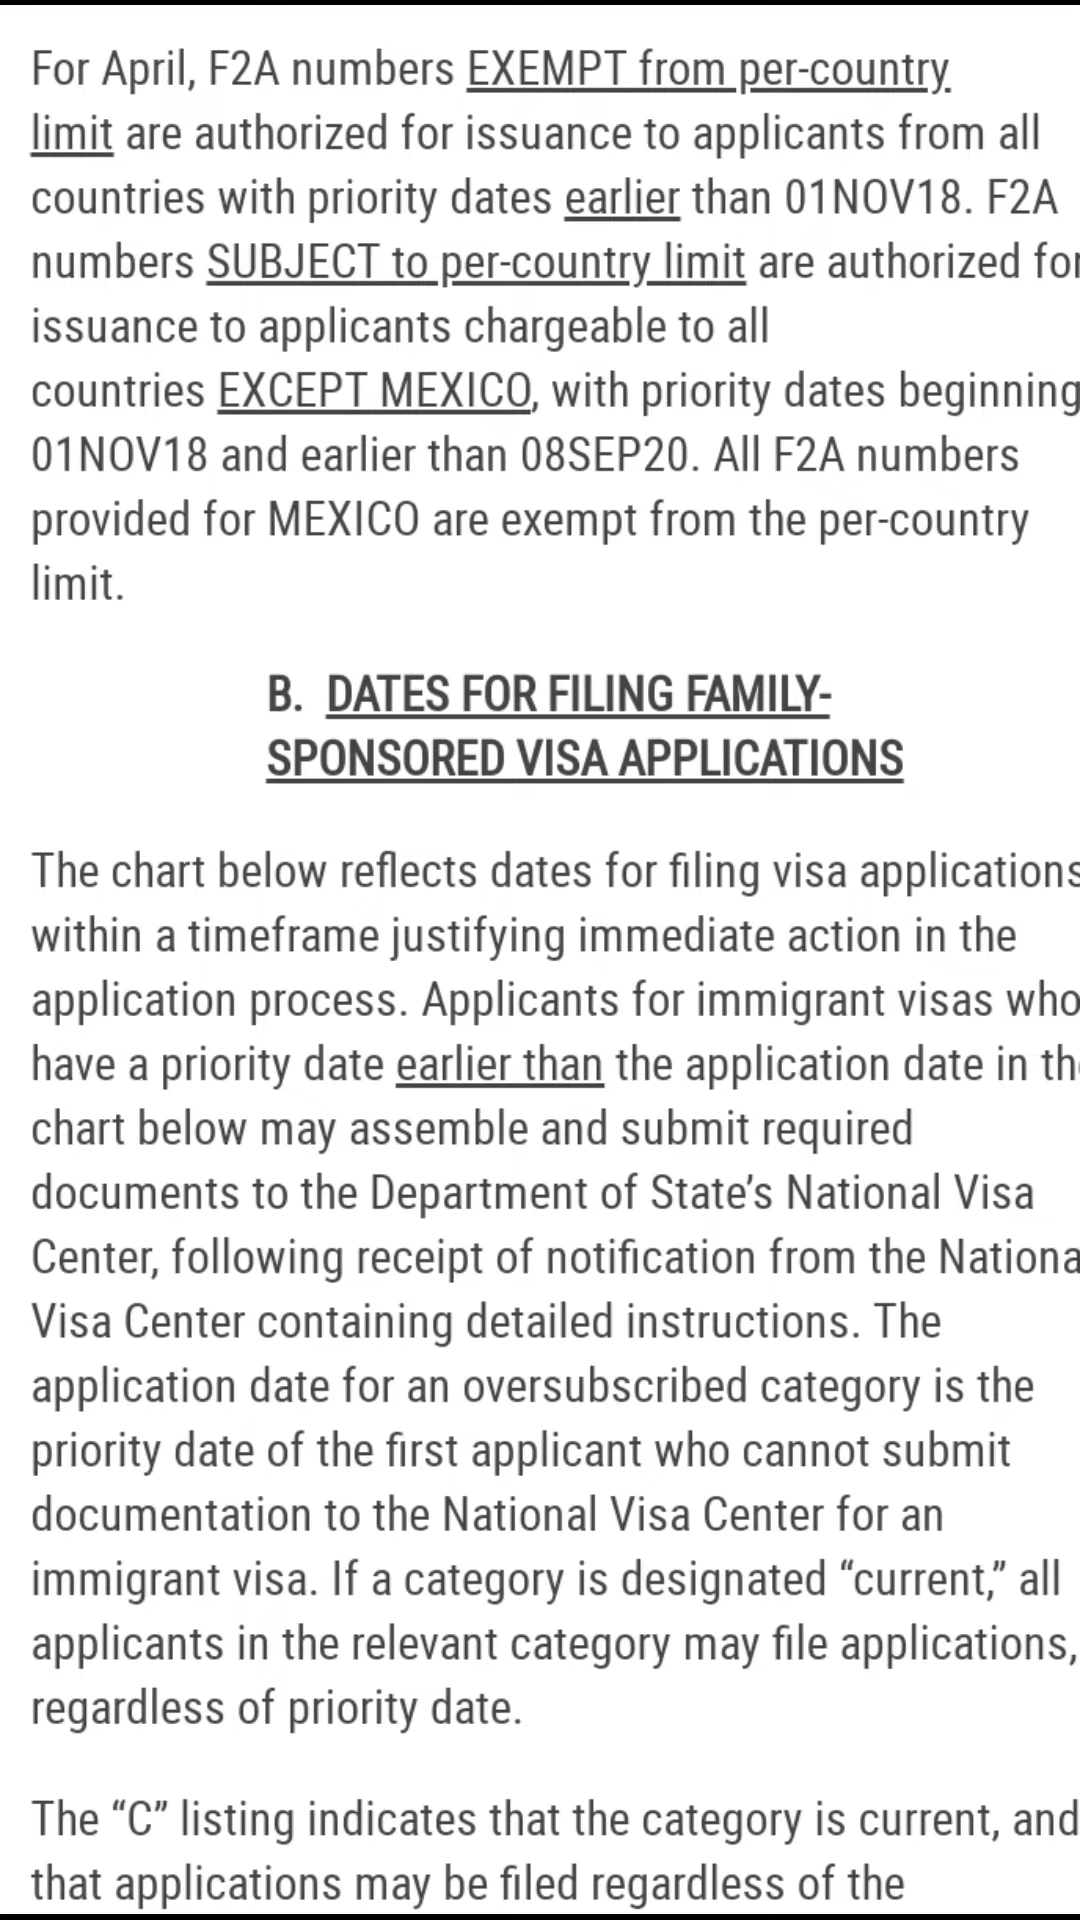 For April, F2A numbers EXEMPT from per-country
limit are authorized for issuance to applicants from all
countries with priority dates earlier than 01NOV18. F2A
numbers SUBJECT to per-country limit are authorized for
issuance to applicants chargeable to all
countries EXCEPT MEXICO, with priority dates beginning
01NOV18 and earlier than 08SEP20. All F2A numbers
provided for MEXICO are exempt from the per-country
limit.
B. DATES FOR FILING FAMILY-
SPONSORED VISA APPLICATIONS
The chart below reflects dates for filing visa applications
within a timeframe justifying immediate action in the
application process. Applicants for immigrant visas who
have a priority date earlier than the application date in the
chart below may assemble and submit required
documents to the Department of State’s National Visa
Center, following receipt of notification from the Nationa
Visa Center containing detailed instructions. The
application date for an oversubscribed category is the
priority date of the first applicant who cannot submit
documentation to the National Visa Center for an
immigrant visa. If a category is designated “current,” all
applicants in the relevant category may file applications,
regardless of priority date.
The “C” listing indicates that the category is current, and
that applications may be filed regardless of the